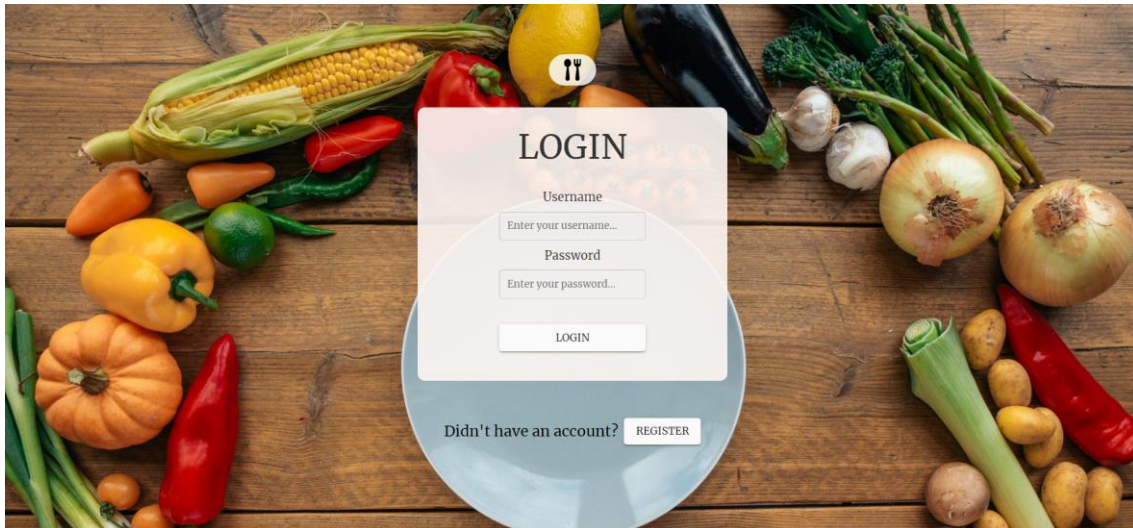 LOGIN
Username
Enter your username...
Password
Enter your password...
LOGIN
Didn't have an account? REGISTER